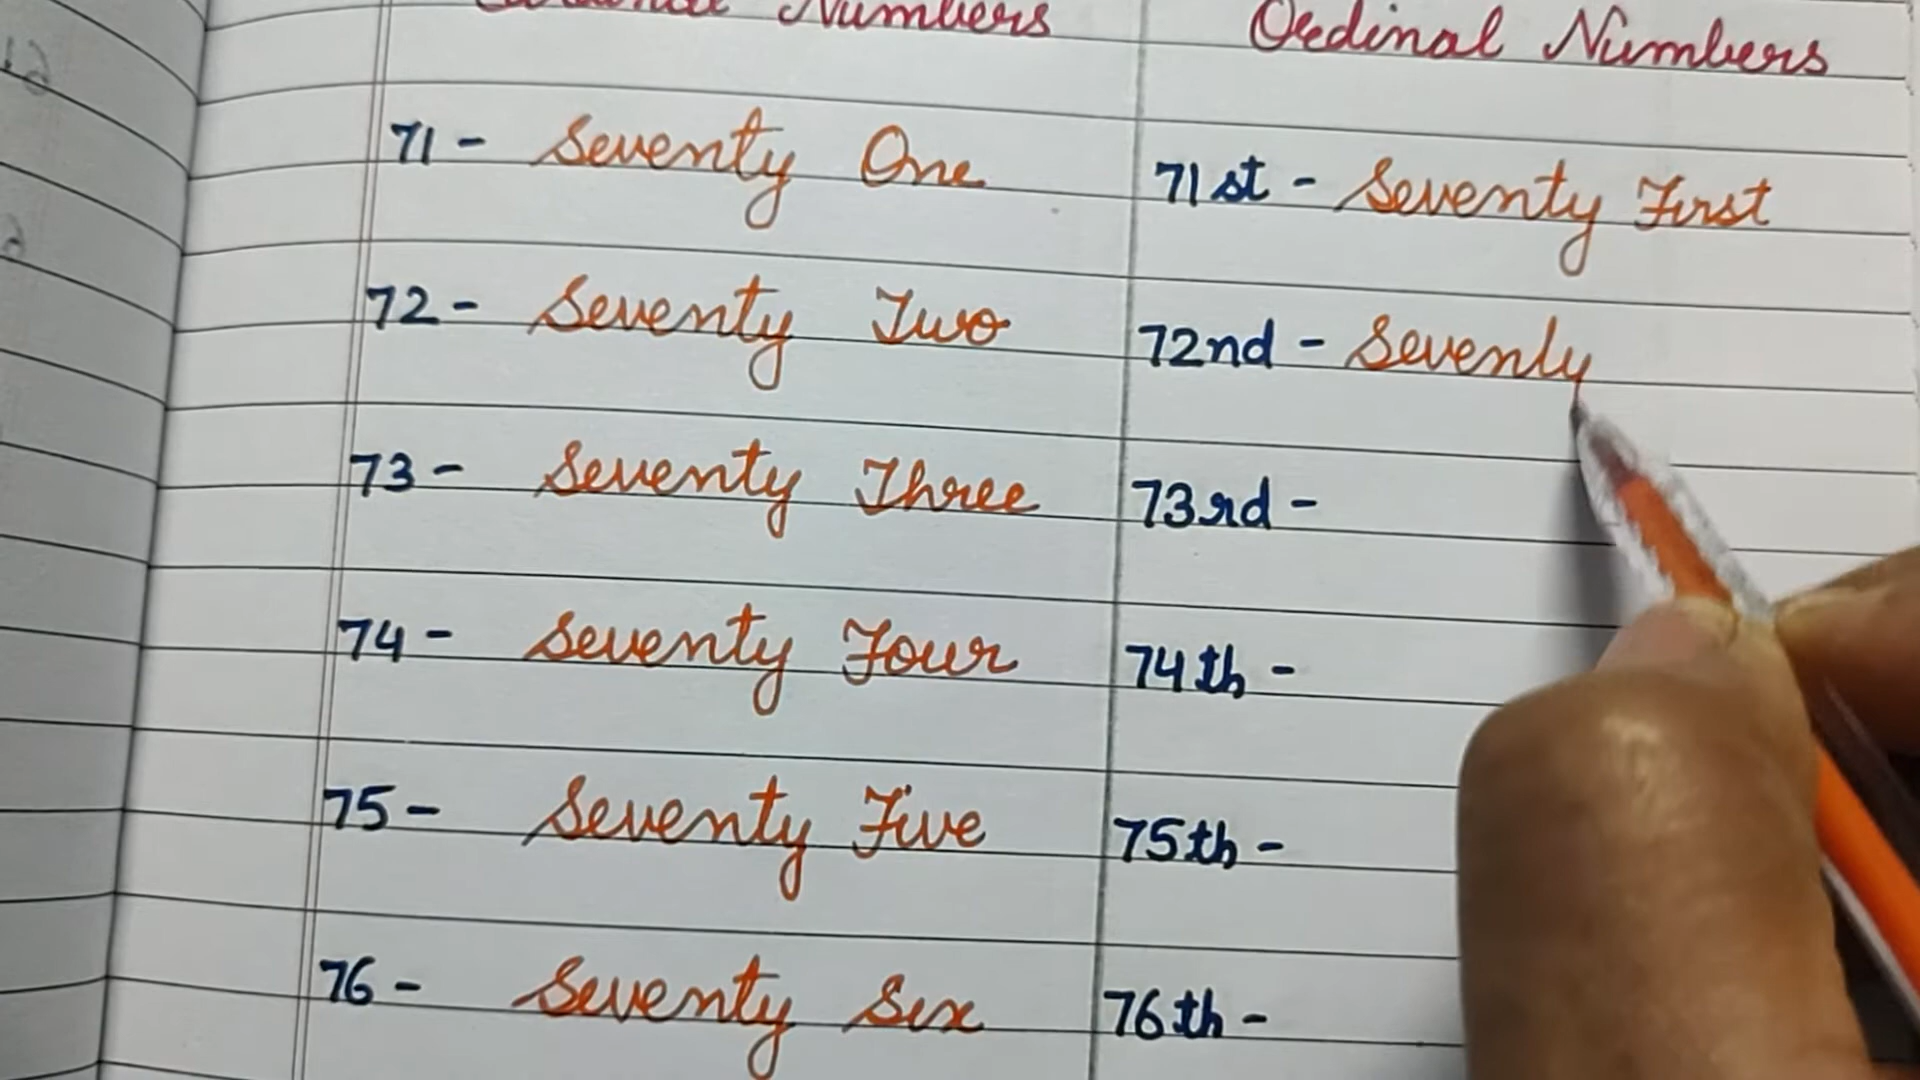 Cardinal Numbers Ordinal Numbers
71 - Seventy One 71st - Seventy First
72 - Seventy Two 72nd - Seventy
73 - Seventy Three 73rd -
74 - Seventy Four 74th -
75 - Seventy Five 75th -
76 - Seventy Six 76th -